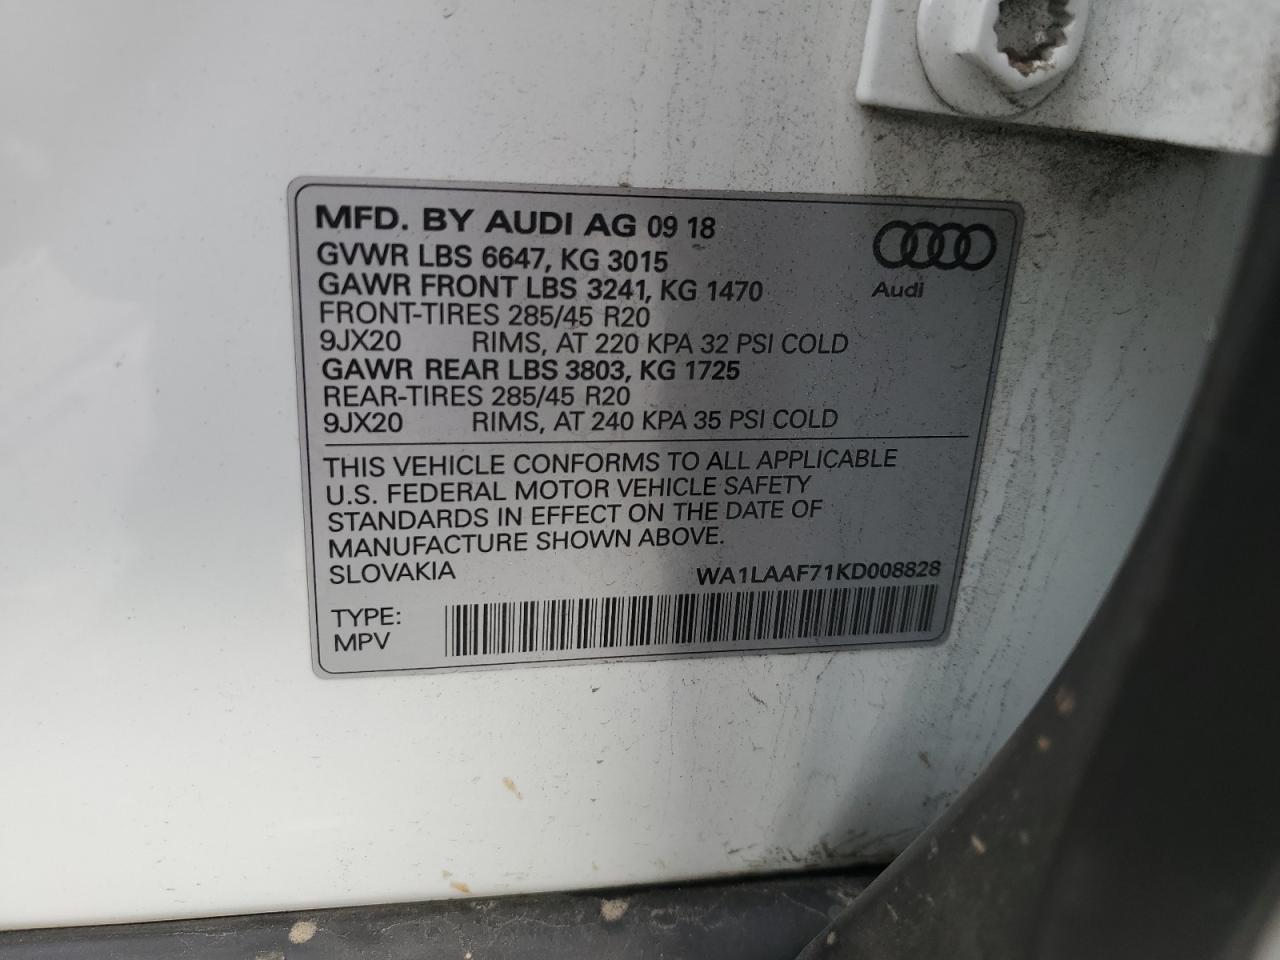 MFD. BY AUDI AG 09 18
GVWR LBS 6647, KG 3015
GAWR FRONT LBS 3241, KG 1470
FRONT-TIRES 285/45 R20
9JX20 RIMS, AT 220 KPA 32 PSI COLD
GAWR REAR LBS 3803, KG 1725
REAR-TIRES 285/45 R20
9JX20 RIMS, AT 240 KPA 35 PSI COLD
Audi
THIS VEHICLE CONFORMS TO ALL APPLICABLE
U.S. FEDERAL MOTOR VEHICLE SAFETY
STANDARDS IN EFFECT ON THE DATE OF
MANUFACTURE SHOWN ABOVE.
SLOVAKIA WA1LAAF71KD008828
TYPE:
MPV